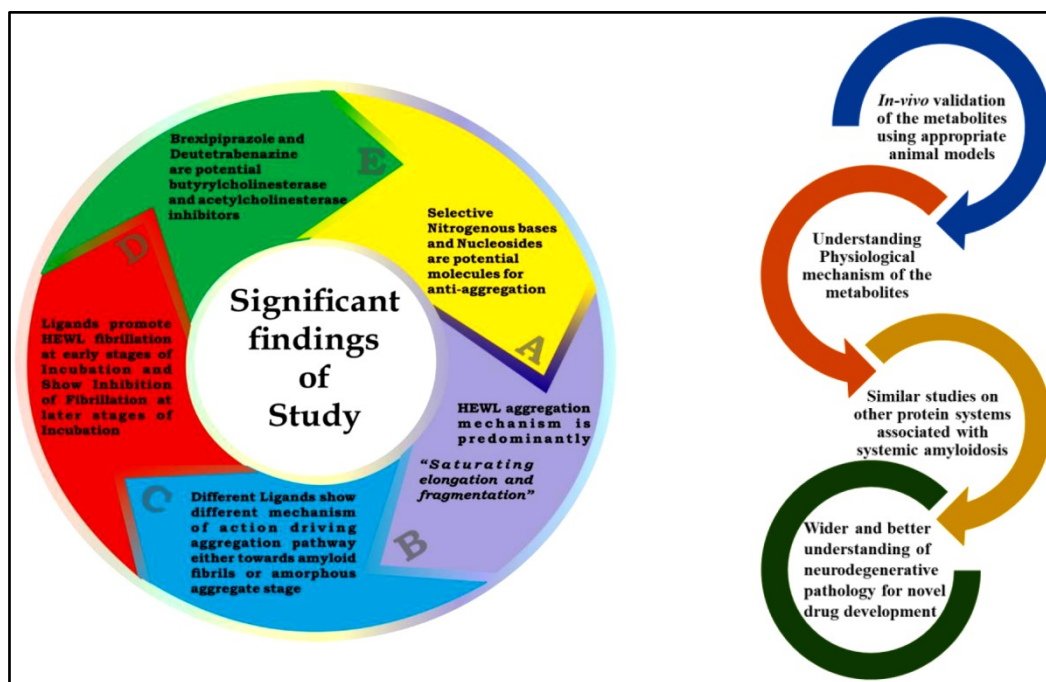 Significant
findings
of
Study
Selective
Nitrogenous bases
and Nucleosides
are potential
molecules for
anti-aggregation
A
HEWL aggregation
mechanism is
predominantly
“Saturating
elongation and
fragmentation”
B
Different Ligands show
different mechanism
of action driving
aggregation pathway
either towards amyloid
fibrils or amorphous
aggregate stage
C
Ligands promote
HEWL fibrillation
at early stages of
Incubation and
Show Inhibition
of Fibrillation at
later stages of
Incubation
D
Brexipiprazole and
Deutetrabenazine
are potential
butyrylcholinesterase
and acetylcholinesterase
inhibitors
E
In-vivo validation
of the metabolites
using appropriate
animal models
Understanding
Physiological
mechanism of the
metabolites
Similar studies on
other protein systems
associated with
systemic amyloidosis
Wider and better
understanding of
neurodegenerative
pathology for novel
drug development